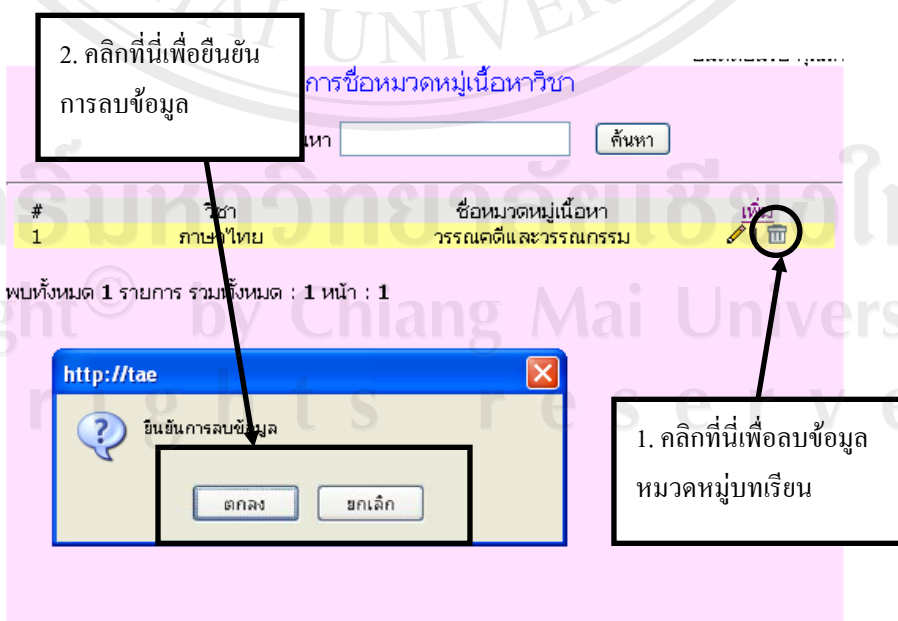 2. คลิกที่นี่เพื่อยืนยัน
การลบข้อมูล
การชื่อหมวดหมู่เนื้อหาวิชา
ค้นหา
# วิชา ชื่อหมวดหมู่เนื้อหา เพิ่ม
1 ภาษาไทย วรรณคดีและวรรณกรรม |
พบทั้งหมด 1 รายการ รวมทั้งหมด : 1 หน้า : 1
http://tae
ยืนยันการลบข้อมูล
ตกลง ยกเลิก
1. คลิกที่นี่เพื่อลบข้อมูล
หมวดหมู่บทเรียน
by Chiang Mai Univers
rights reserve